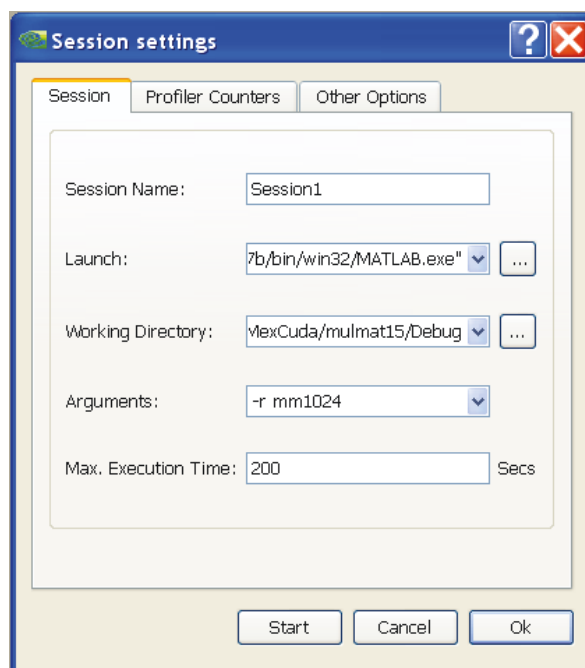 Session settings
Session Profiler Counters Other Options
Session Name: Session1
Launch: 7b/bin/win32/MATLAB.exe" ...
Working Directory: MexCuda/mulmat15/Debug ...
Arguments: -r mm1024
Max. Execution Time: 200 Secs
Start Cancel Ok